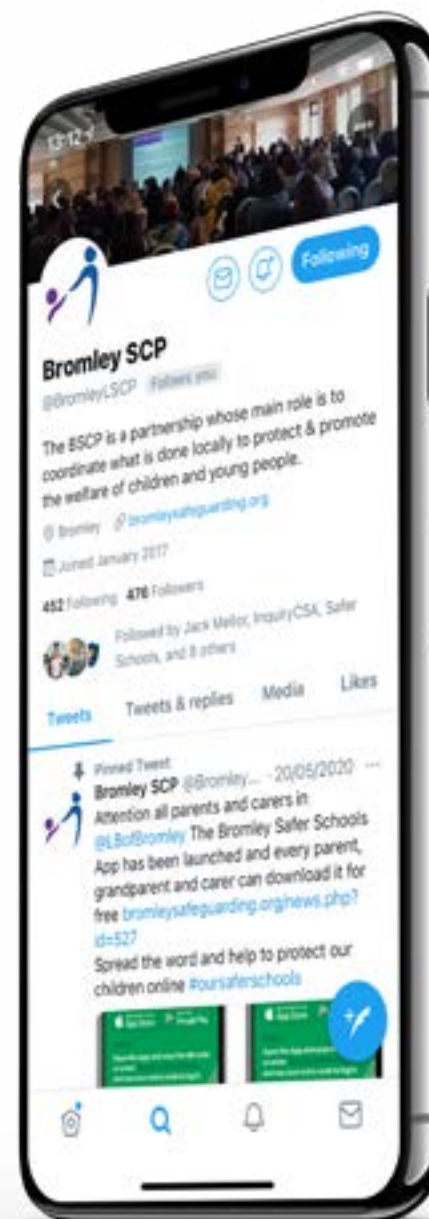 13:12
Following
Bromley SCP
@BromleyLSCP Follows you
The BSCP is a partnership whose main role is to
coordinate what is done locally to protect & promote
the welfare of children and young people.
Bromley bromleysafeguarding.org
Joined January 2017
452 Following 476 Followers
Followed by Jack Mellor, InquiryCSA, Safer
Schools, and 8 others
Tweets Tweets & replies Media Likes
Pinned Tweet
Bromley SCP @Bromley... · 20/05/2020 ···
Attention all parents and carers in
@LBofBromley The Bromley Safer Schools
App has been launched and every parent,
grandparent and carer can download it for
free bromleysafeguarding.org/news.php?
id=527
Spread the word and help to protect our
children online #oursaferschools